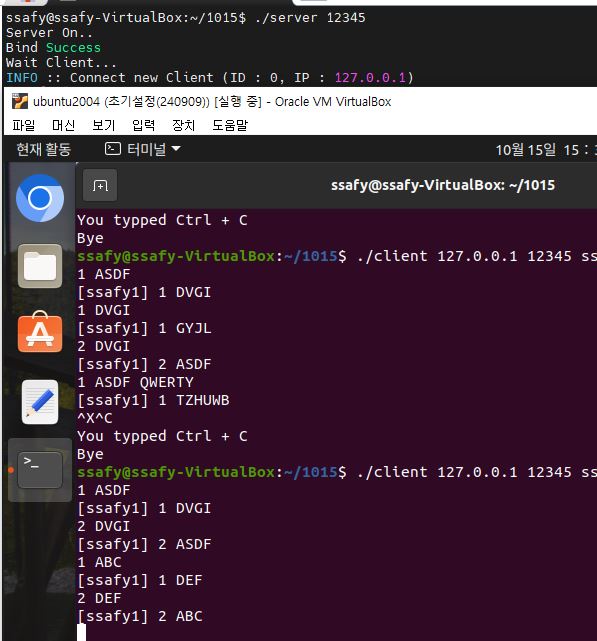 ssafy@ssafy-VirtualBox:~/1015$ ./server 12345
Server On..
Bind Success
Wait Client...
INFO :: Connect new Client (ID : 0, IP : 127.0.0.1)
ubuntu2004 (초기설정(240909)) [실행 중] - Oracle VM VirtualBox
파일 머신 보기 입력 장치 도움말
현재 활동 터미널 10월 15일 15 :
ssafy@ssafy-VirtualBox: ~/1015
You typped Ctrl + C
Bye
ssafy@ssafy-VirtualBox:~/1015$ ./client 127.0.0.1 12345 ss
1 ASDF
[ssafy1] 1 DVGI
1 DVGI
[ssafy1] 1 GYJL
2 DVGI
[ssafy1] 2 ASDF
1 ASDF QWERTY
[ssafy1] 1 TZHUWB
^X^C
You typped Ctrl + C
Bye
ssafy@ssafy-VirtualBox:~/1015$ ./client 127.0.0.1 12345 ss
1 ASDF
[ssafy1] 1 DVGI
2 DVGI
[ssafy1] 2 ASDF
1 ABC
[ssafy1] 1 DEF
2 DEF
[ssafy1] 2 ABC